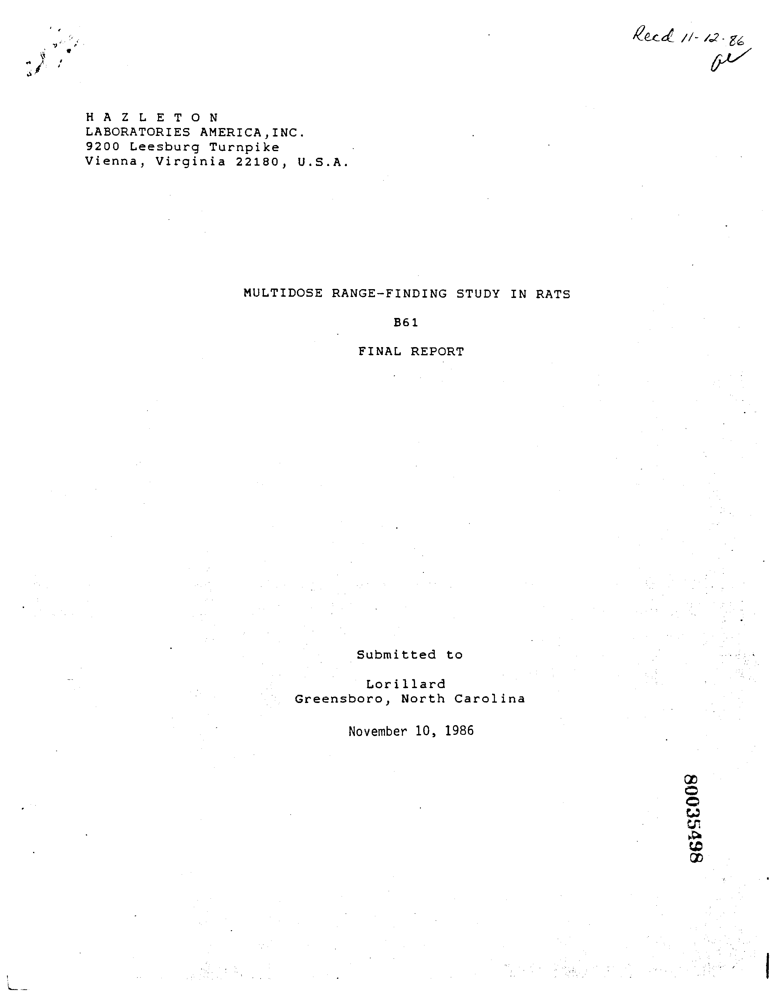 Recd 11-12-86
H A Z L E T O N
LABORATORIES AMERICA,INC.
9200 Leesburg Turnpike
Vienna, Virginia 22180, U.S.A.
MULTIDOSE RANGE-FINDING STUDY IN RATS
B61
FINAL REPORT
Submitted to
Lorillard
Greensboro, North Carolina
November 10, 1986
80035498